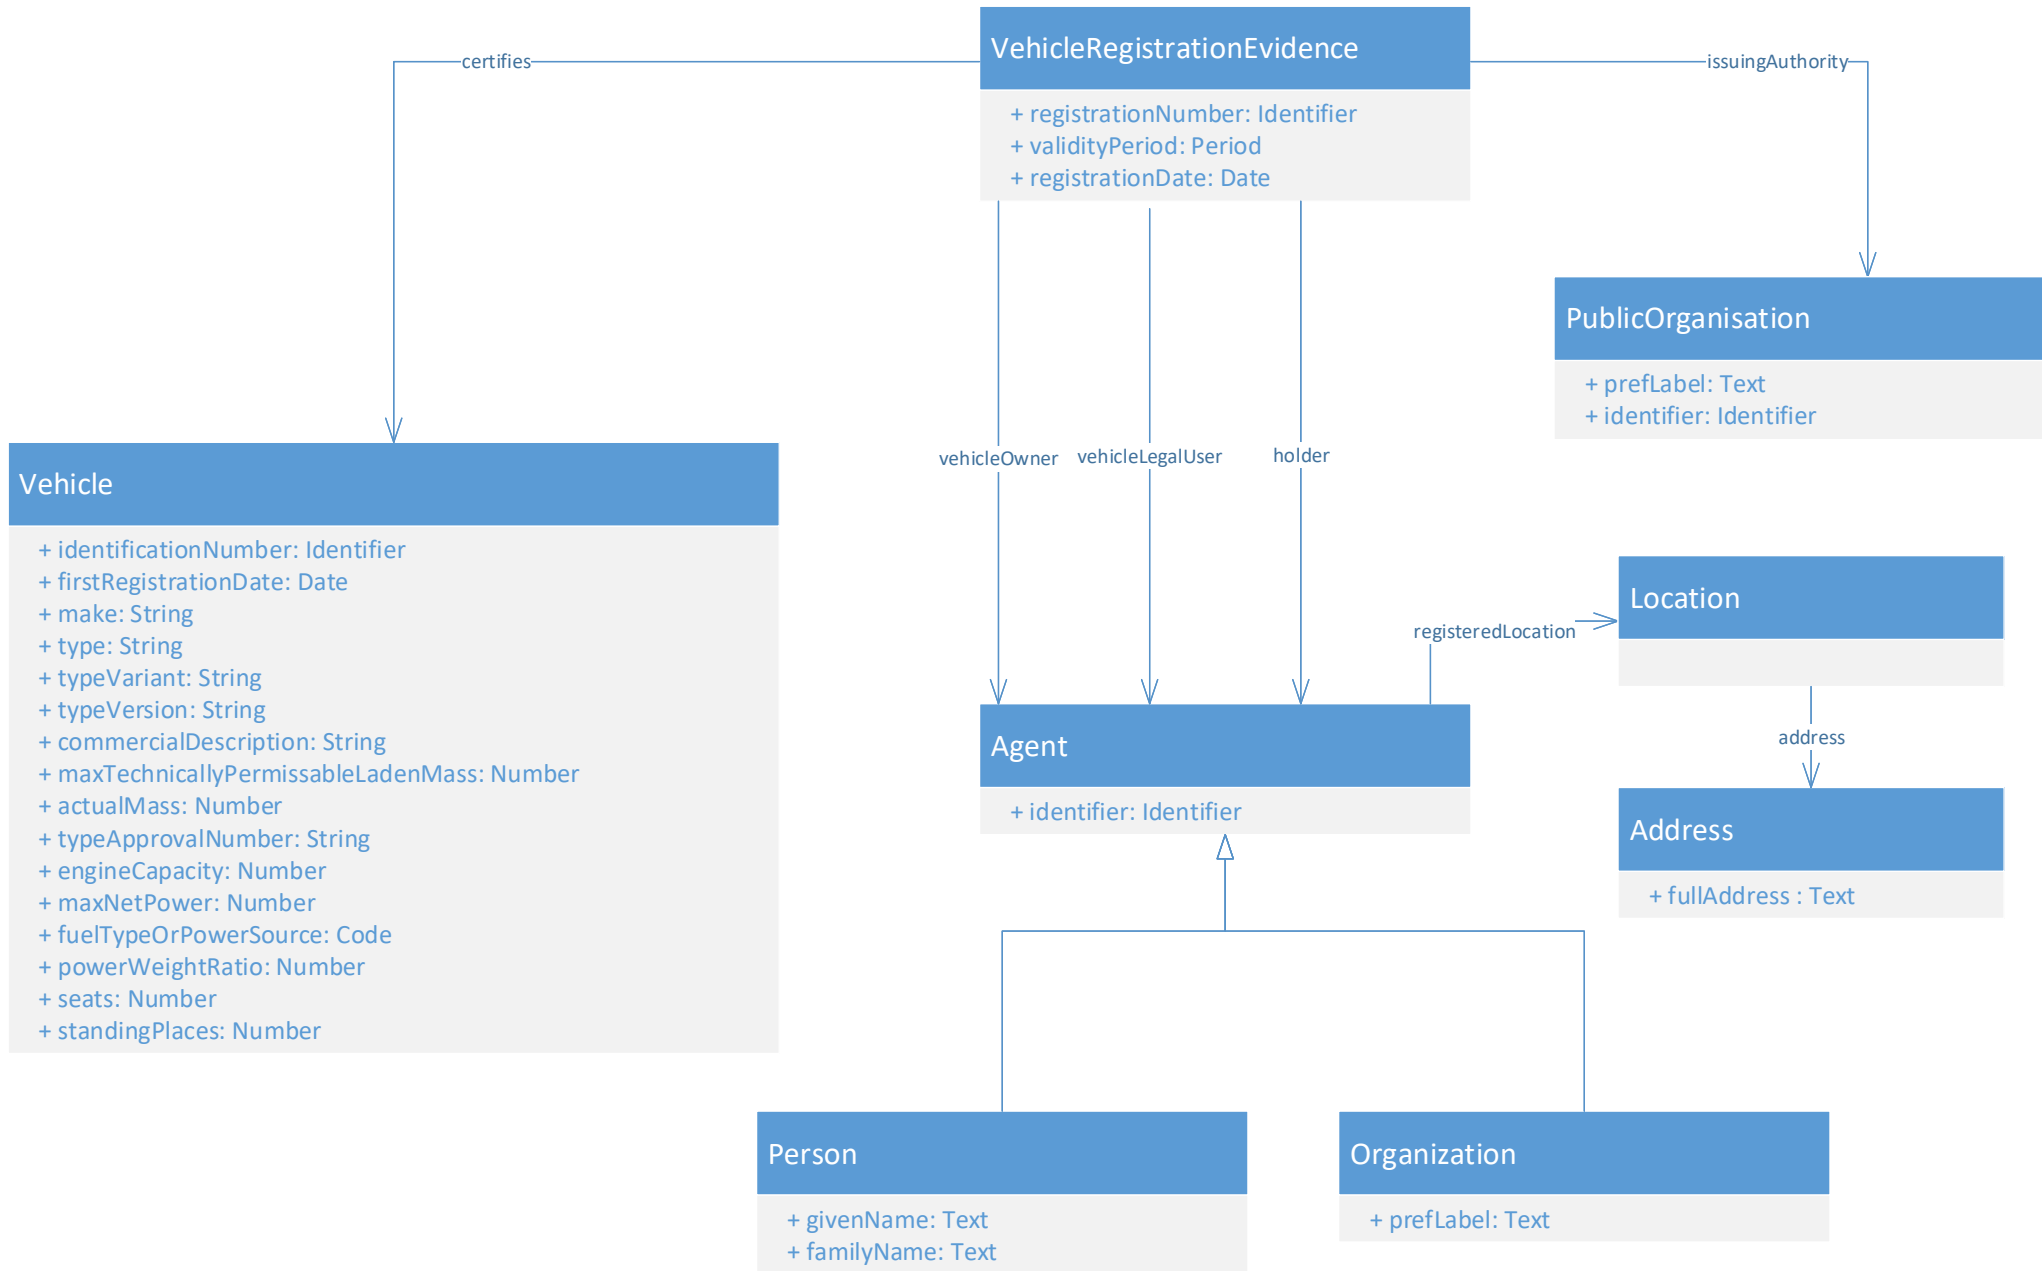 VehicleRegistrationEvidence
+ registrationNumber: Identifier
+ validityPeriod: Period
+ registrationDate: Date
certifies
issuingAuthority
PublicOrganisation
+ prefLabel: Text
+ identifier: Identifier
vehicleOwner
vehicleLegalUser
holder
Vehicle
+ identificationNumber: Identifier
+ firstRegistrationDate: Date
+ make: String
+ type: String
+ typeVariant: String
+ typeVersion: String
+ commercialDescription: String
+ maxTechnicallyPermissableLadenMass: Number
+ actualMass: Number
+ typeApprovalNumber: String
+ engineCapacity: Number
+ maxNetPower: Number
+ fuelTypeOrPowerSource: Code
+ powerWeightRatio: Number
+ seats: Number
+ standingPlaces: Number
registeredLocation
Location
address
Address
+ fullAddress : Text
Agent
+ identifier: Identifier
Person
+ givenName: Text
+ familyName: Text
Organization
+ prefLabel: Text